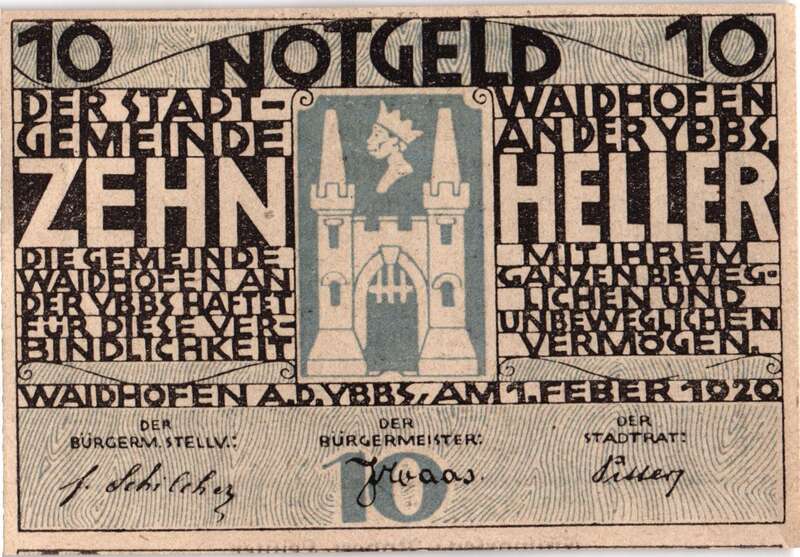 10 NOTGELD 10
DER STADT-
GEMEINDE
WAIDHOFEN
AN DER YBBS
ZEHN HELLER
DIE GEMEINDE
WAIDHOFEN AN
DER YBBS HAFTET
FÜR DIESE VER-
BINDLICHKEIT
MIT IHREM
GANZEN BEWEG-
LICHEN UND
UNBEWEGLICHEN
VERMÖGEN.
WAIDHOFEN A.D. YBBS, AM 1. FEBER 1920
DER
BÜRGERM. STELLV.:
DER
BÜRGERMEISTER:
DER
STADTRAT:
10